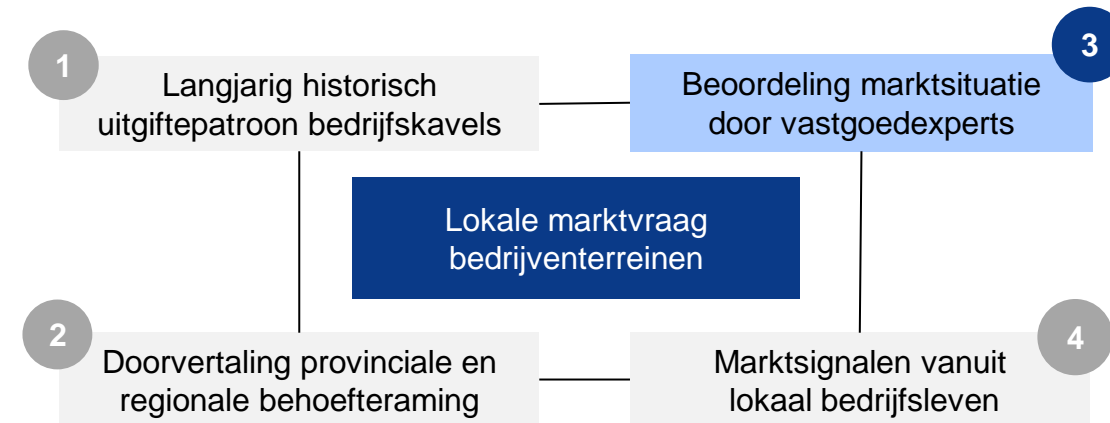 1
Langjarig historisch
uitgiftepatroon bedrijfskavels
3
Beoordeling marktsituatie
door vastgoedexperts
Lokale marktvraag
bedrijventerreinen
2
Doorvertaling provinciale en
regionale behoefteraming
4
Marktsignalen vanuit
lokaal bedrijfsleven